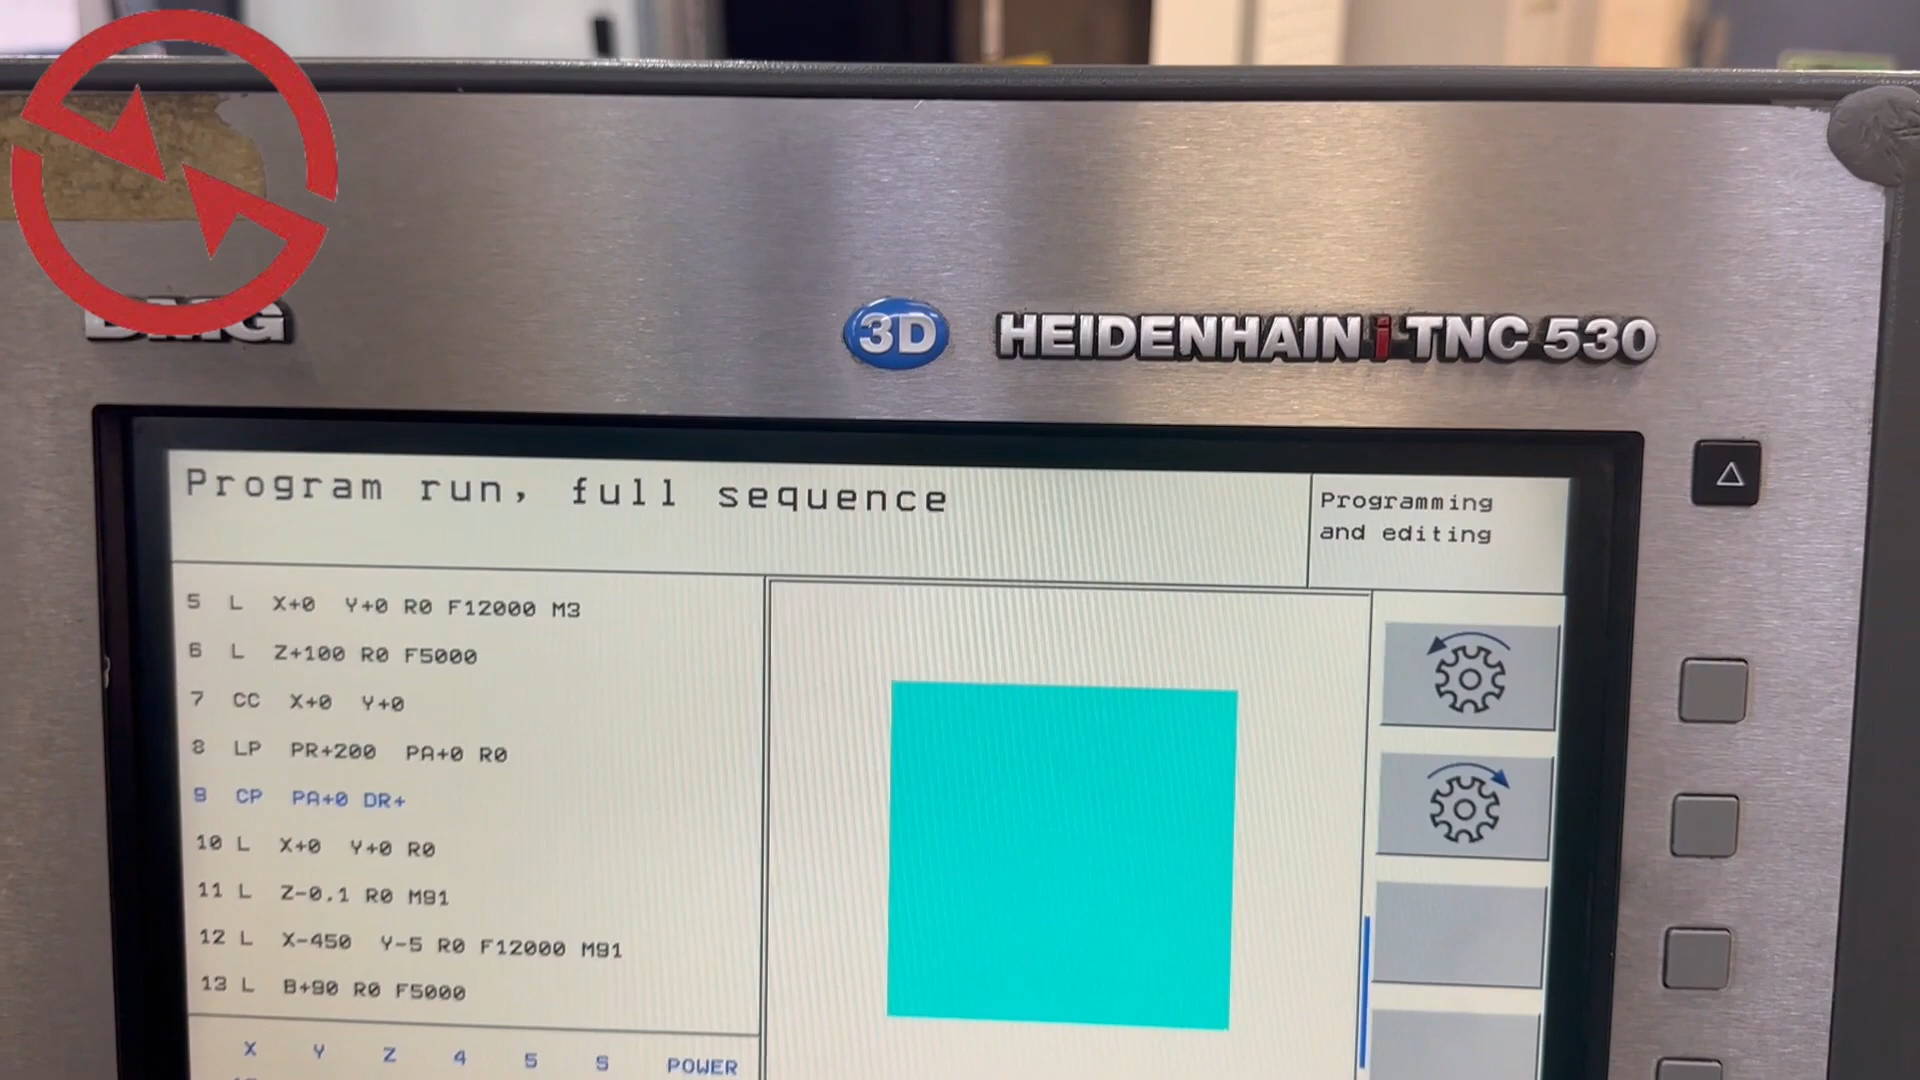 DMG
3D HEIDENHAIN i TNC 530
Program run, full sequence
Programming
and editing
5 L X+0 Y+0 R0 F12000 M3
6 L Z+100 R0 F5000
7 CC X+0 Y+0
8 LP PR+200 PA+0 R0
9 CP PA+0 DR+
10 L X+0 Y+0 R0
11 L Z-0.1 R0 M91
12 L X-450 Y-5 R0 F12000 M91
13 L B+90 R0 F5000
X Y Z 4 5 S POWER